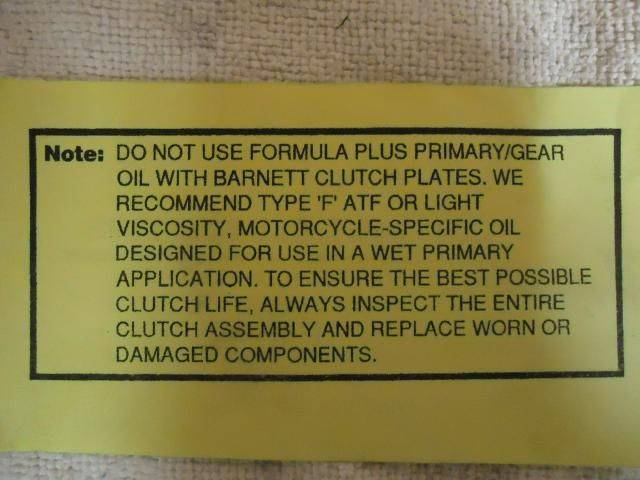 Note: DO NOT USE FORMULA PLUS PRIMARY/GEAR
OIL WITH BARNETT CLUTCH PLATES. WE
RECOMMEND TYPE 'F' ATF OR LIGHT
VISCOSITY, MOTORCYCLE-SPECIFIC OIL
DESIGNED FOR USE IN A WET PRIMARY
APPLICATION. TO ENSURE THE BEST POSSIBLE
CLUTCH LIFE, ALWAYS INSPECT THE ENTIRE
CLUTCH ASSEMBLY AND REPLACE WORN OR
DAMAGED COMPONENTS.